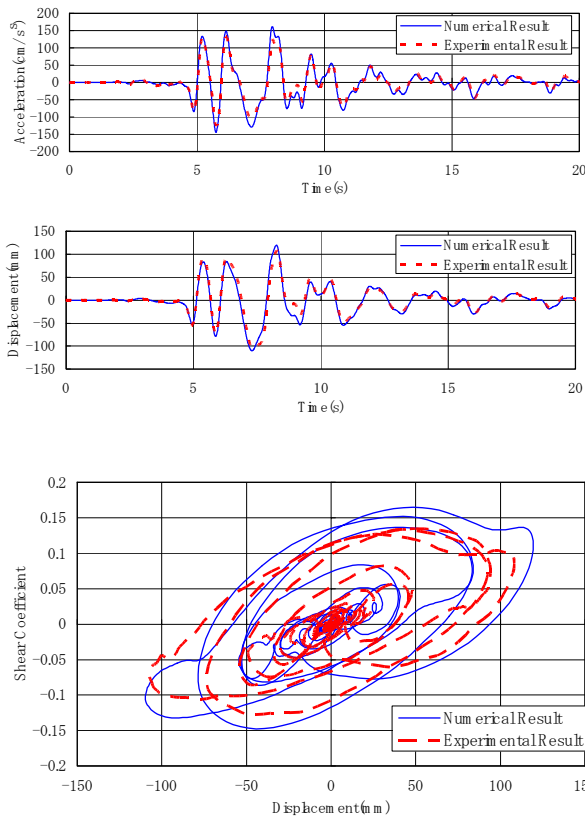 200
150
100
50
0
-50
-100
-150
-200
Acceleration(cm/s²)
Numerical Result
Experimental Result
0 5 10 15 20
Time(s)
150
100
50
0
-50
-100
-150
Displacement(mm)
Numerical Result
Experimental Result
0 5 10 15 20
Time(s)
0.2
0.15
0.1
0.05
0
-0.05
-0.1
-0.15
-0.2
Shear Coefficient
Numerical Result
Experimental Result
-150 -100 -50 0 50 100 150
Displacement(mm)